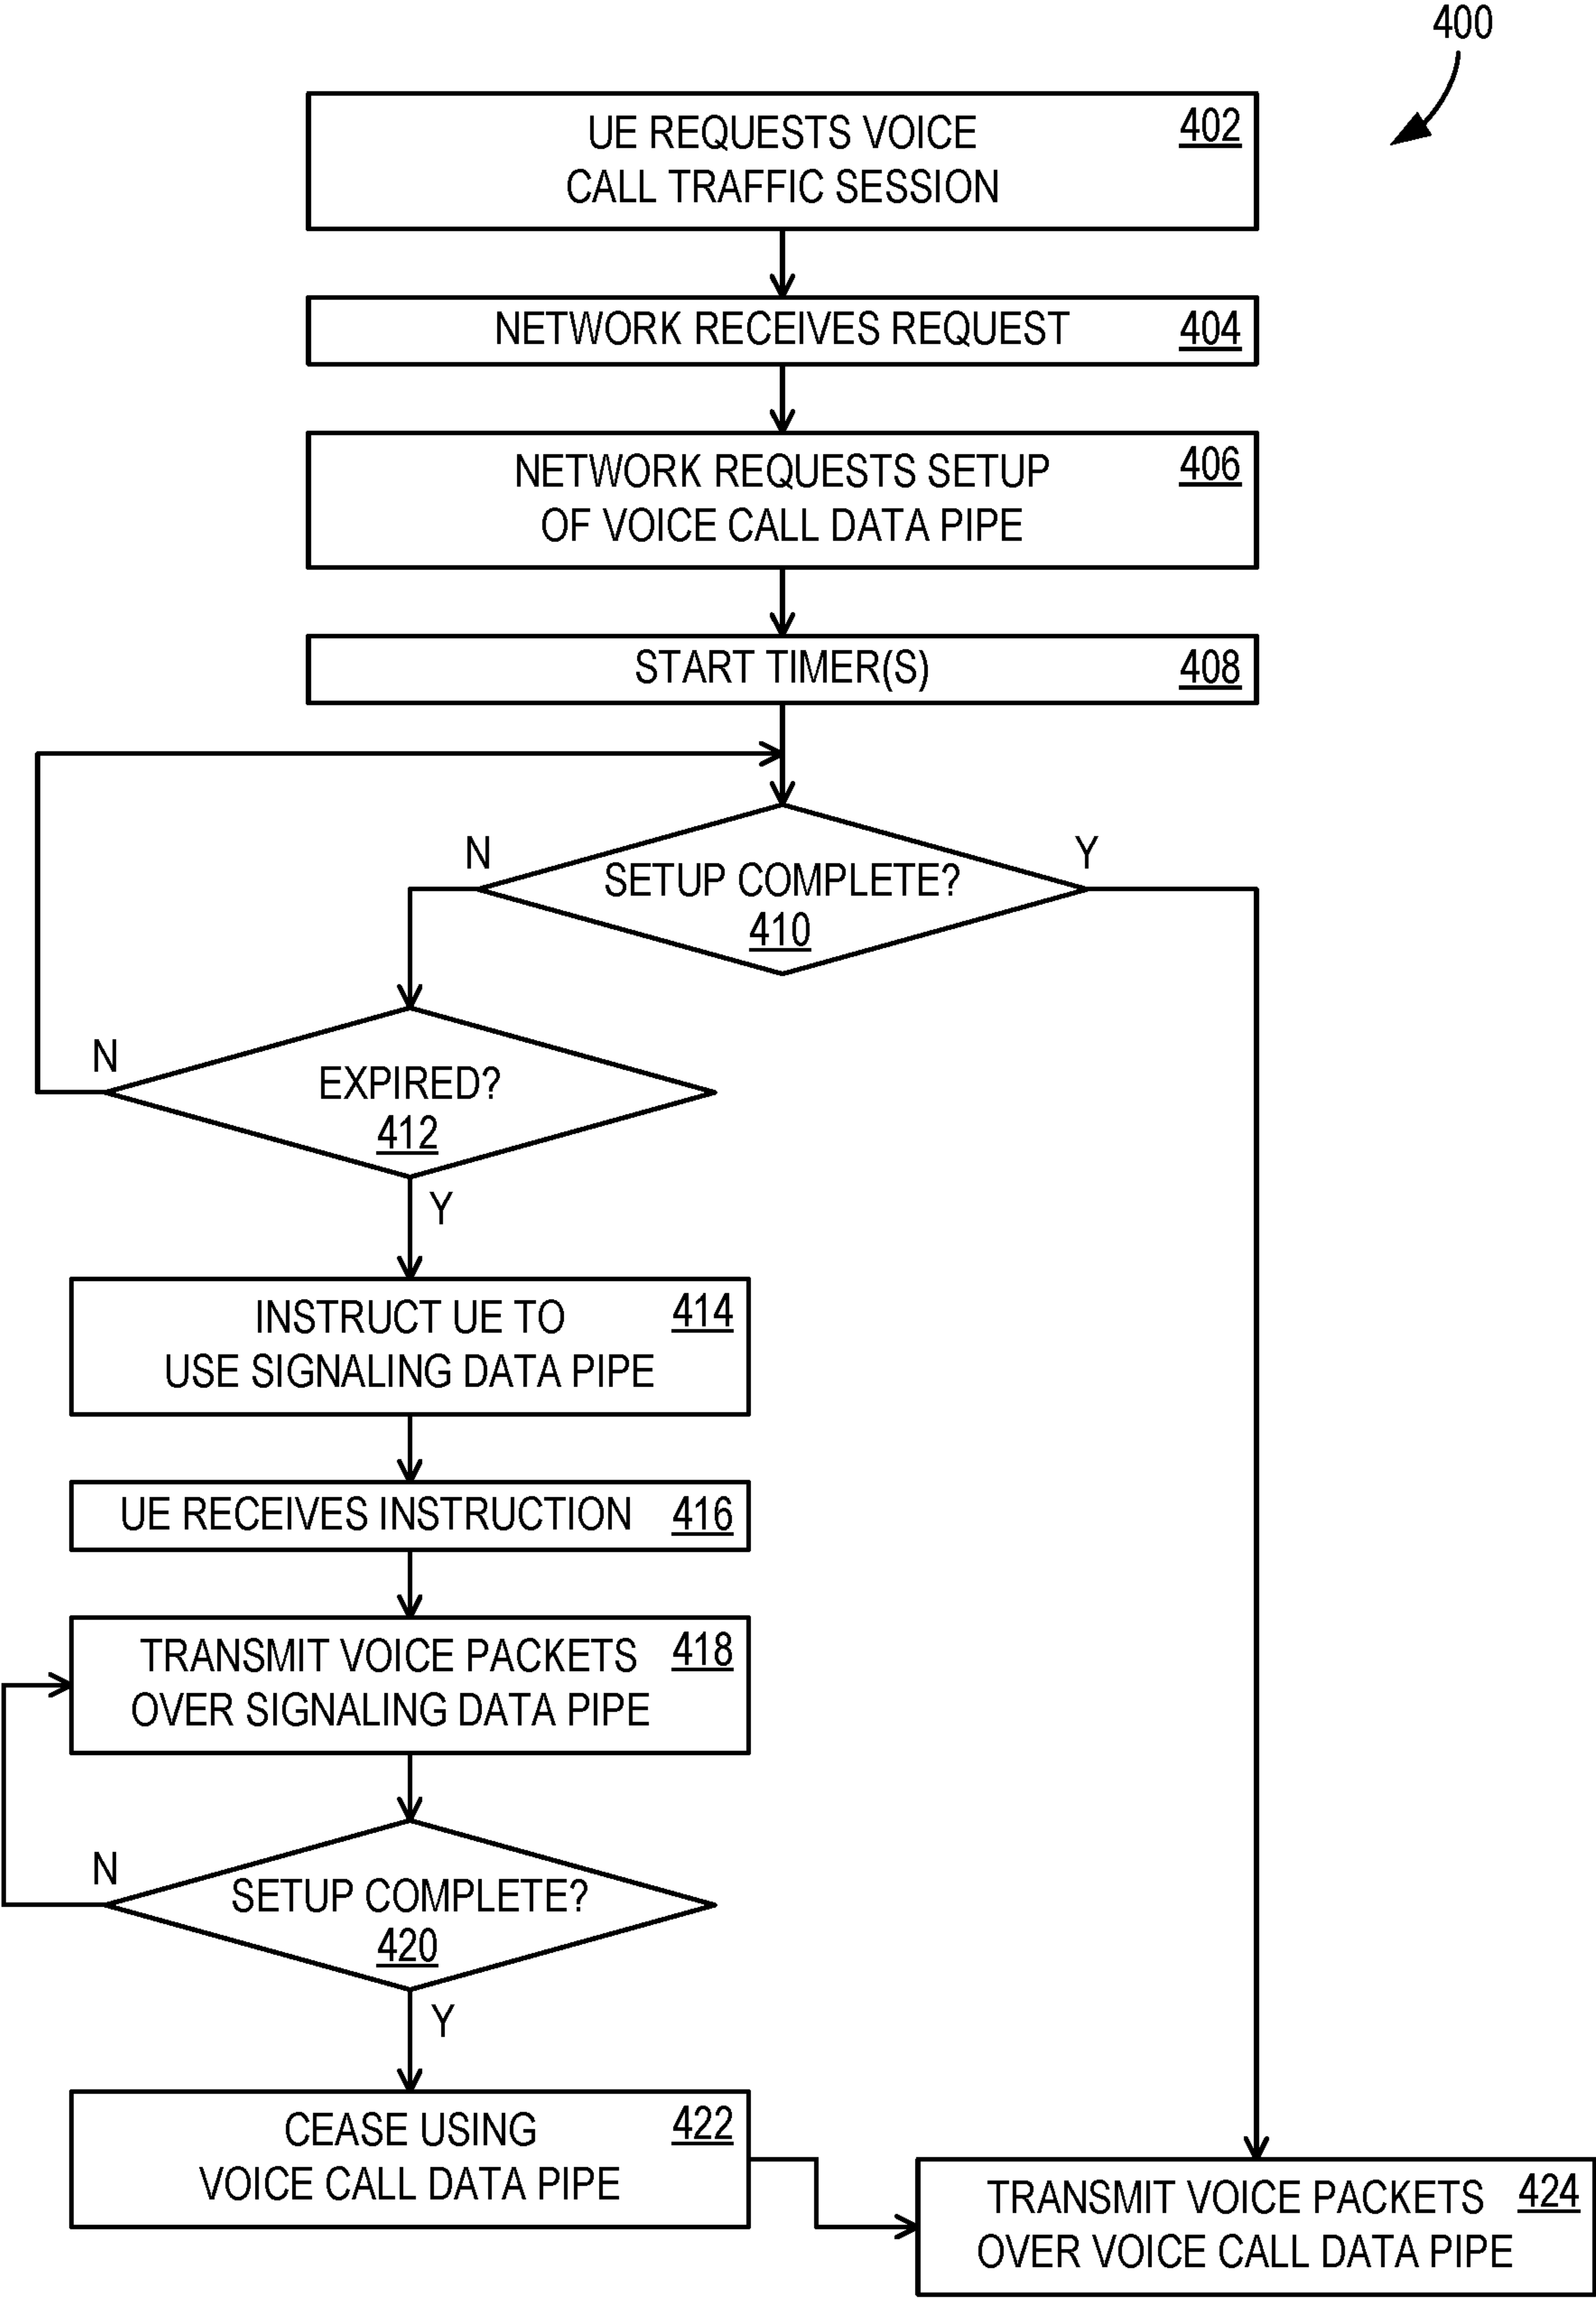 400
UE REQUESTS VOICE 402
CALL TRAFFIC SESSION
NETWORK RECEIVES REQUEST 404
NETWORK REQUESTS SETUP 406
OF VOICE CALL DATA PIPE
START TIMER(S) 408
N
Y
SETUP COMPLETE?
410
N
EXPIRED?
412
Y
INSTRUCT UE TO 414
USE SIGNALING DATA PIPE
UE RECEIVES INSTRUCTION 416
TRANSMIT VOICE PACKETS 418
OVER SIGNALING DATA PIPE
N
SETUP COMPLETE?
420
Y
CEASE USING 422
VOICE CALL DATA PIPE
TRANSMIT VOICE PACKETS 424
OVER VOICE CALL DATA PIPE